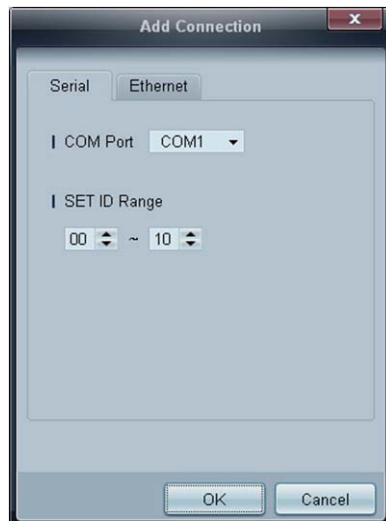 Add Connection
x
Serial Ethernet
COM Port COM1
SET ID Range
00 ~ 10
OK Cancel